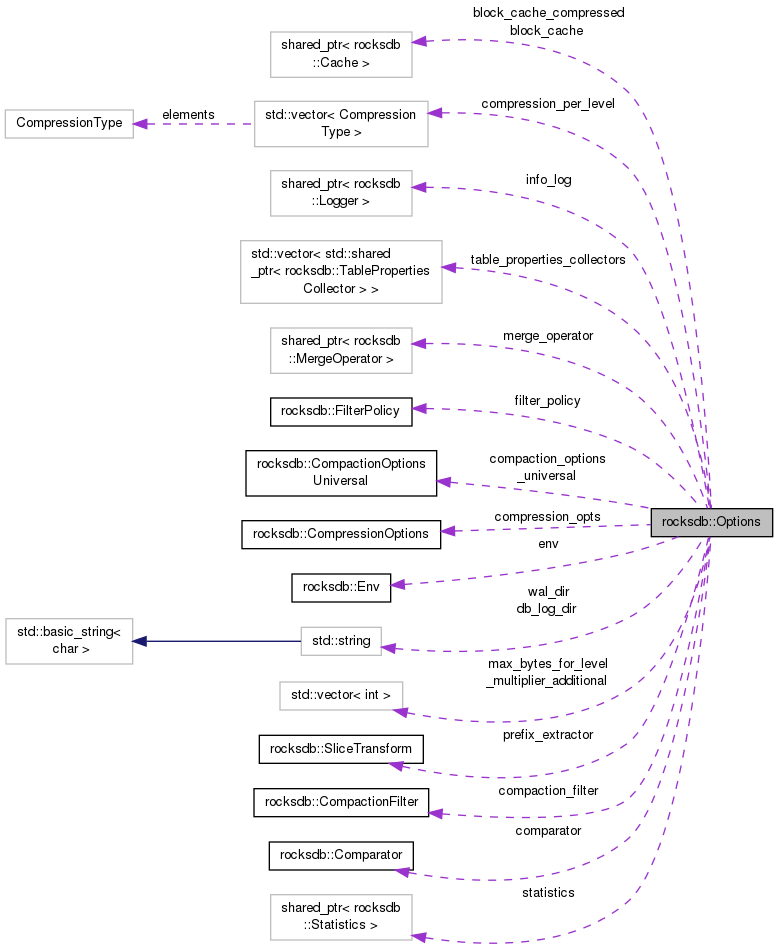 block_cache_compressed
block_cache
shared_ptr< rocksdb
::Cache >
compression_per_level
CompressionType
elements
std::vector< Compression
Type >
info_log
shared_ptr< rocksdb
::Logger >
table_properties_collectors
std::vector< std::shared
_ptr< rocksdb::TableProperties
Collector > >
merge_operator
shared_ptr< rocksdb
::MergeOperator >
filter_policy
rocksdb::FilterPolicy
compaction_options
_universal
rocksdb::CompactionOptions
Universal
compression_opts
rocksdb::Options
rocksdb::CompressionOptions
env
rocksdb::Env
wal_dir
db_log_dir
std::basic_string<
char >
std::string
max_bytes_for_level
_multiplier_additional
std::vector< int >
prefix_extractor
rocksdb::SliceTransform
compaction_filter
rocksdb::CompactionFilter
comparator
rocksdb::Comparator
statistics
shared_ptr< rocksdb
::Statistics >